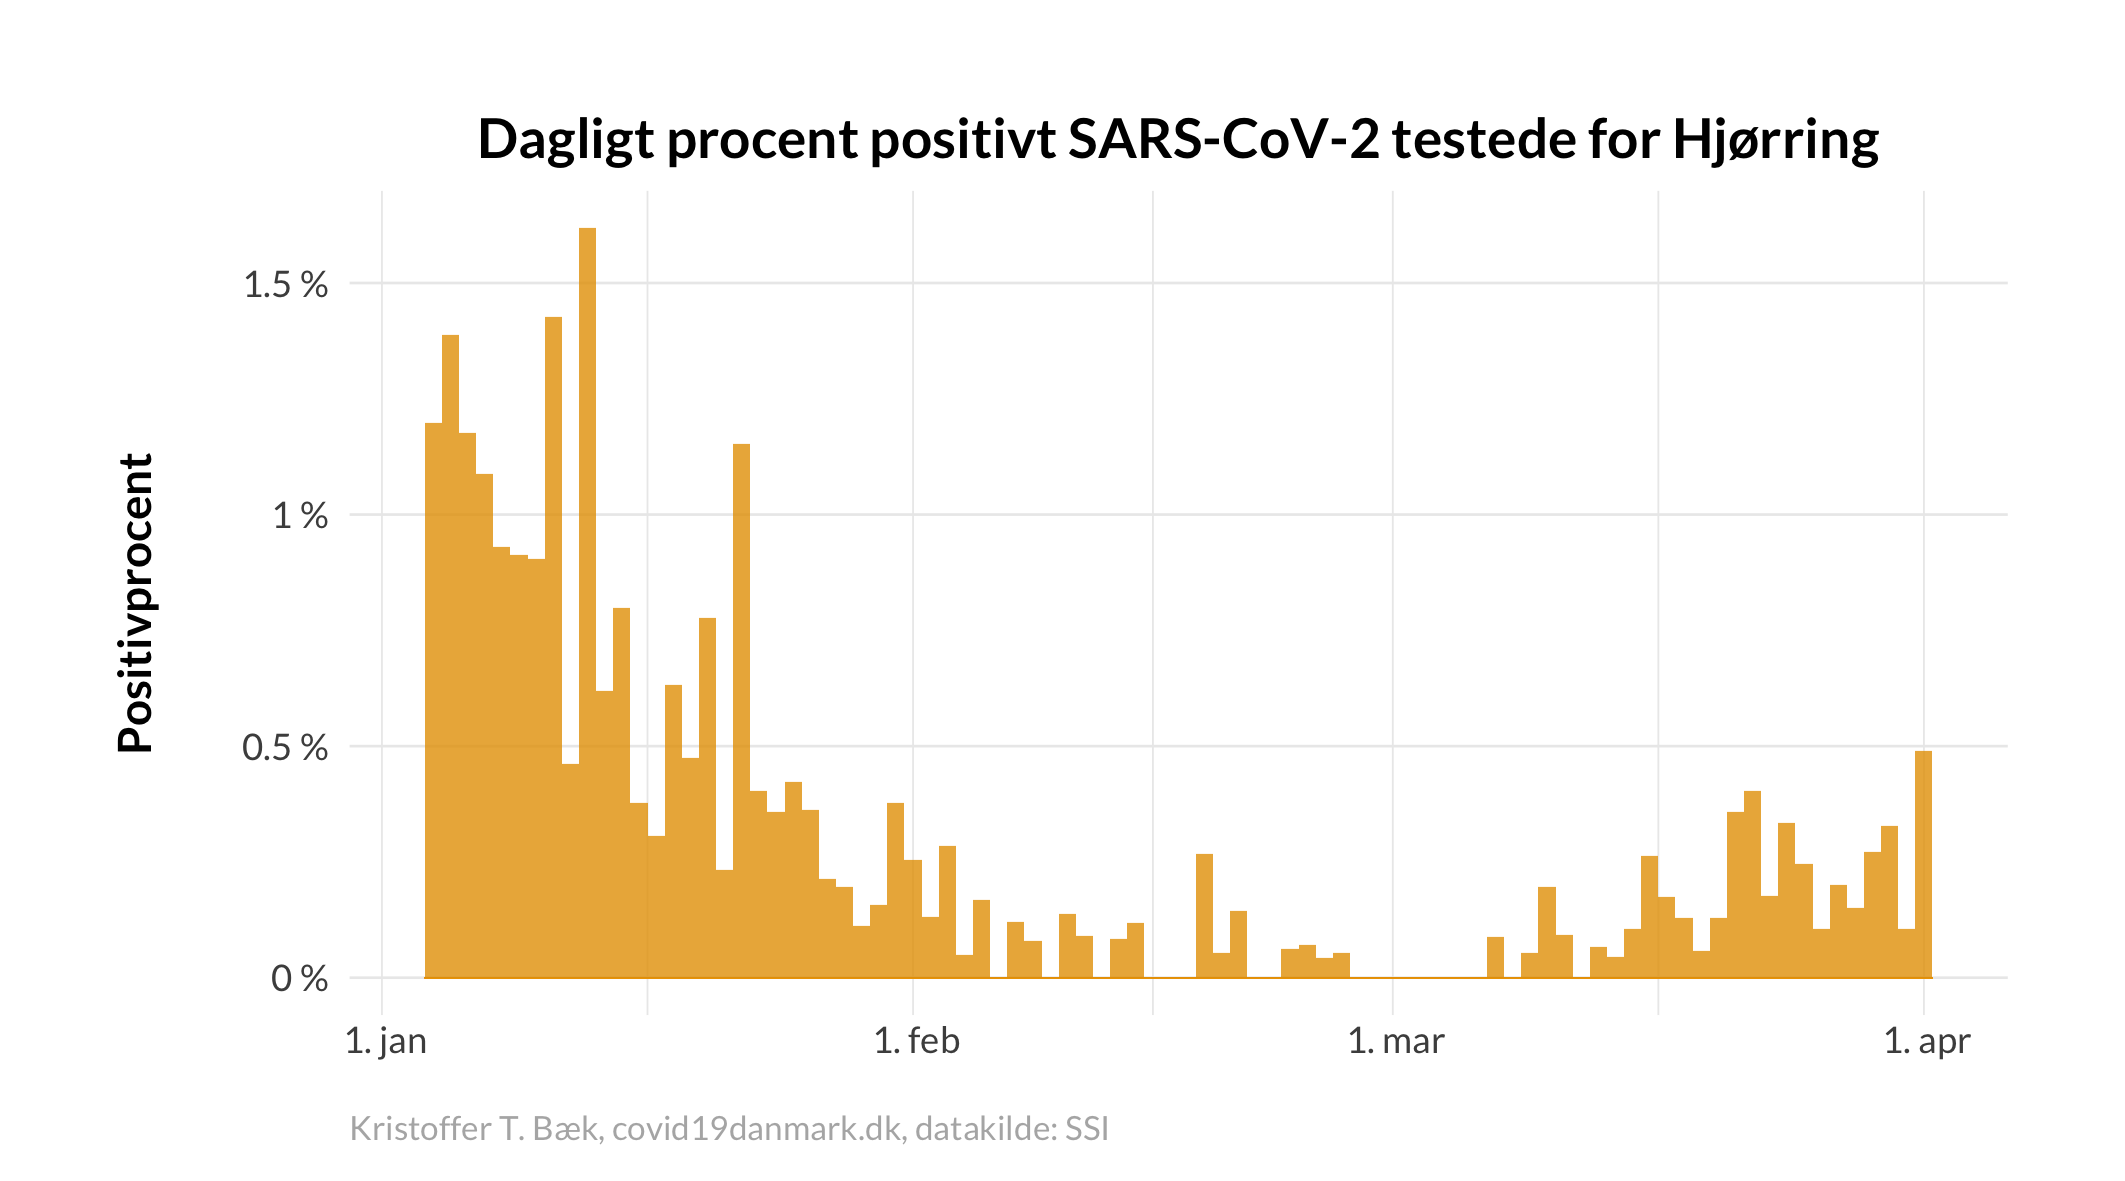 Dagligt procent positivt SARS-CoV-2 testede for Hjørring
Positivprocent
1.5 %
1 %
0.5 %
0 %
1. jan
1. feb
1. mar
1. apr
Kristoffer T. Bæk, covid19danmark.dk, datakilde: SSI